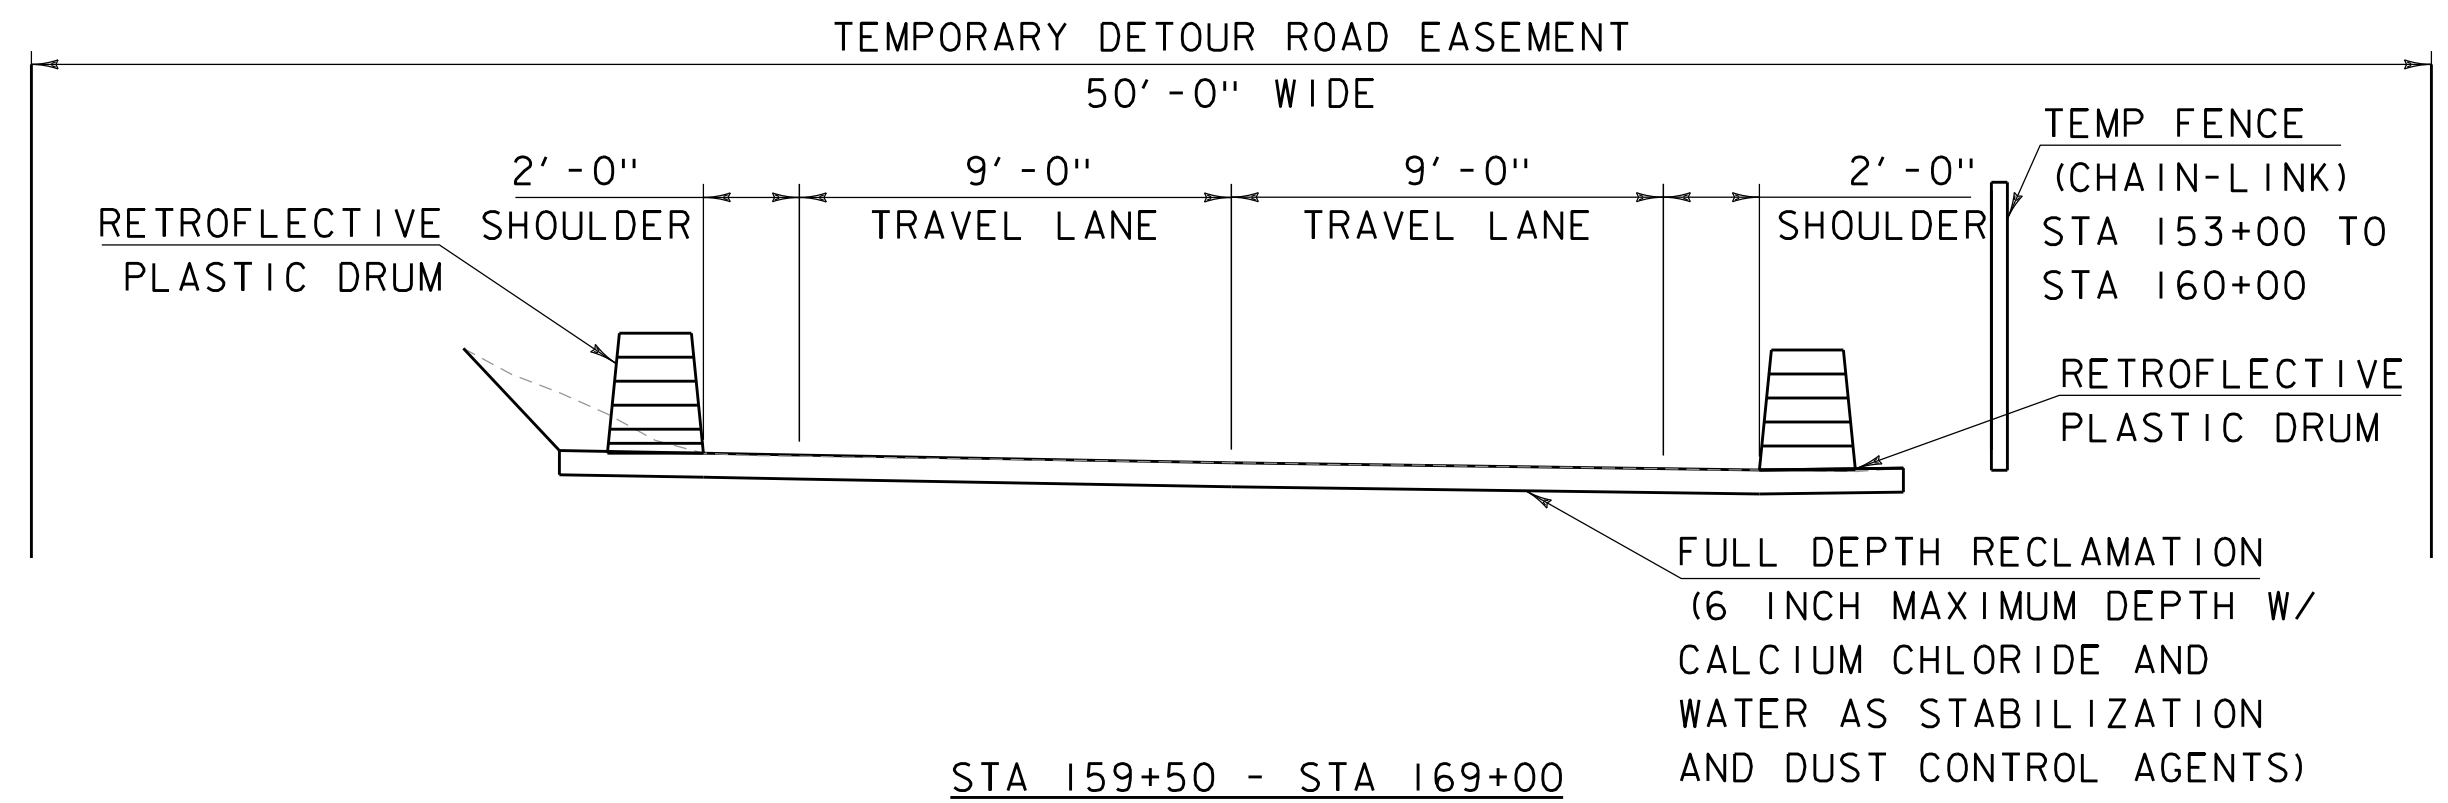 TEMPORARY DETOUR ROAD EASEMENT
50'-0" WIDE
TEMP FENCE
(CHAIN-LINK)
STA 153+00 TO
STA 160+00
2'-0"
SHOULDER
9'-0"
TRAVEL LANE
9'-0"
TRAVEL LANE
2'-0"
SHOULDER
RETROFLECTIVE
PLASTIC DRUM
RETROFLECTIVE
PLASTIC DRUM
FULL DEPTH RECLAMATION
(6 INCH MAXIMUM DEPTH W/
CALCIUM CHLORIDE AND
WATER AS STABILIZATION
AND DUST CONTROL AGENTS)
STA 159+50 - STA 169+00